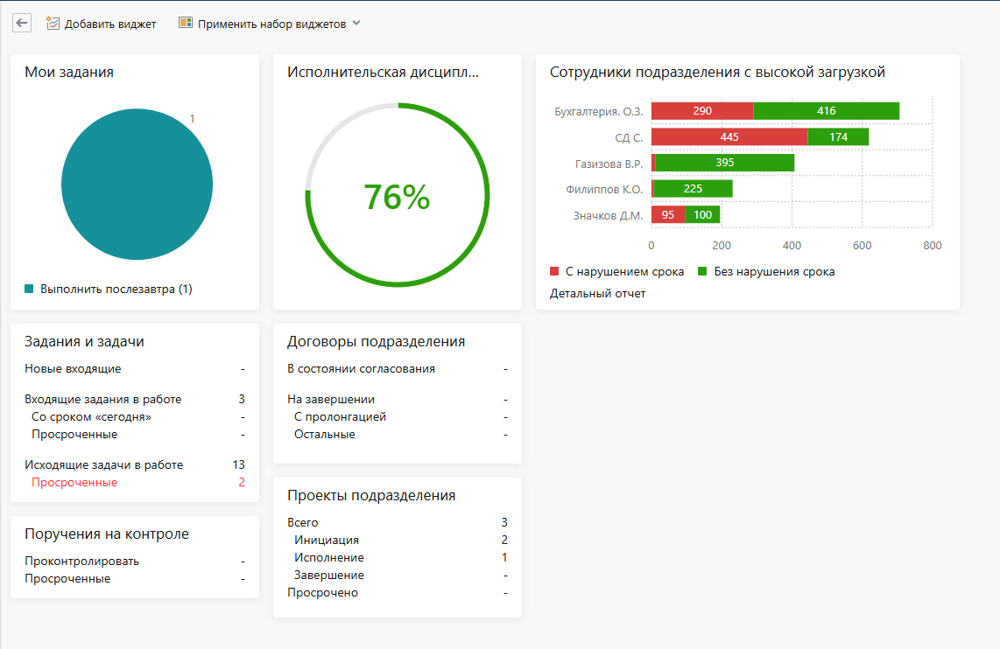 Добавить виджет
Применить набор виджетов
Мои задания
1
Выполнить послезавтра (1)
Исполнительская дисципл...
76%
Сотрудники подразделения с высокой загрузкой
Бухгалтерия. О.З. 290 416
СД С. 445 174
Газизова В.Р. 395
Филиппов К.О. 225
Значков Д.М. 95 100
0 200 400 600 800
С нарушением срока Без нарушения срока
Детальный отчет
Задания и задачи
Новые входящие -
Входящие задания в работе 3
Со сроком «сегодня» -
Просроченные -
Исходящие задачи в работе 13
Просроченные 2
Договоры подразделения
В состоянии согласования -
На завершении -
С пролонгацией -
Остальные -
Поручения на контроле
Проконтролировать -
Просроченные -
Проекты подразделения
Всего 3
Инициация 2
Исполнение 1
Завершение -
Просрочено -